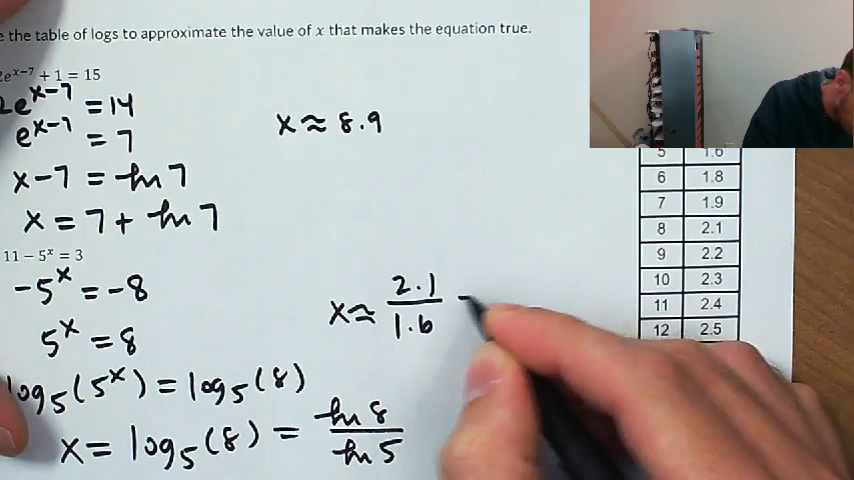 e the table of logs to approximate the value of x that makes the equation true.
2e^{x-7} + 1 = 15
2e^{x-7} = 14
e^{x-7} = 7
x - 7 = ln 7
x = 7 + ln 7
x ≈ 8.9
11 − 5^x = 3
-5^x = -8
5^x = 8
log_5(5^x) = log_5(8)
x = log_5(8) = ln 8 / ln 5
x ≈ 2.1 / 1.6
5 1.6
6 1.8
7 1.9
8 2.1
9 2.2
10 2.3
11 2.4
12 2.5